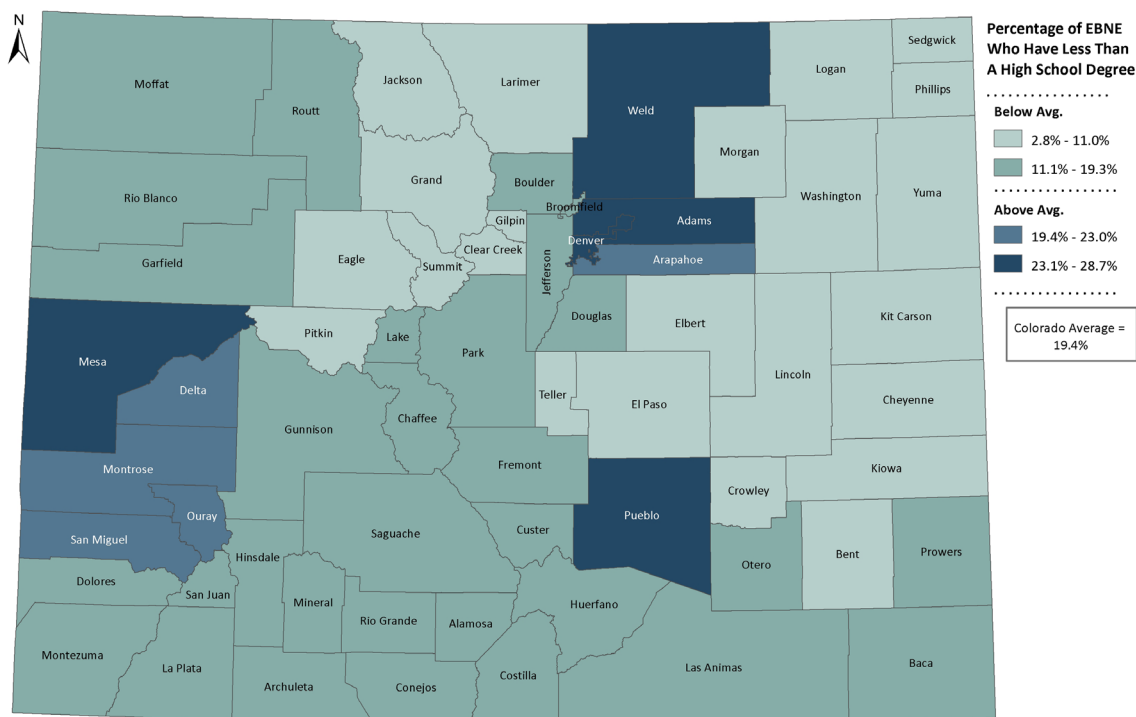 N
Percentage of EBNE
Who Have Less Than
A High School Degree
Below Avg.
2.8% - 11.0%
11.1% - 19.3%
Above Avg.
19.4% - 23.0%
23.1% - 28.7%
Colorado Average =
19.4%
Moffat
Routt
Jackson
Larimer
Weld
Logan
Sedgwick
Phillips
Morgan
Rio Blanco
Grand
Boulder
Broomfield
Washington
Yuma
Garfield
Eagle
Summit
Gilpin
Clear Creek
Jefferson
Denver
Adams
Arapahoe
Mesa
Pitkin
Lake
Park
Douglas
Elbert
Kit Carson
Delta
Gunnison
Chaffee
Teller
El Paso
Lincoln
Cheyenne
Montrose
Fremont
Kiowa
Ouray
San Miguel
Saguache
Custer
Pueblo
Crowley
Otero
Bent
Prowers
Dolores
San Juan
Hinsdale
Mineral
Rio Grande
Alamosa
Huerfano
Montezuma
La Plata
Archuleta
Conejos
Costilla
Las Animas
Baca